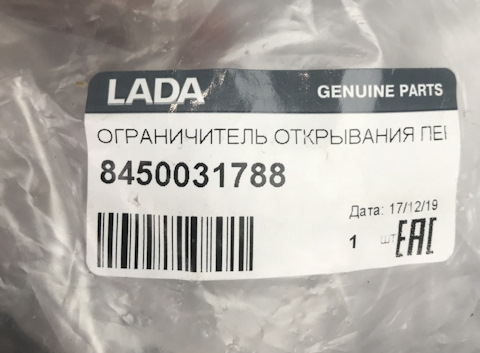 LADA GENUINE PARTS
ОГРАНИЧИТЕЛЬ ОТКРЫВАНИЯ ПЕ
8450031788
Дата: 17/12/19
1 шт EAC